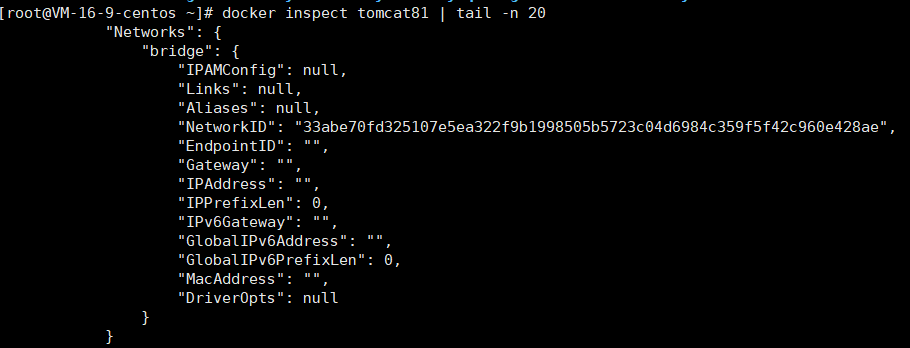 [root@VM-16-9-centos ~]# docker inspect tomcat81 | tail -n 20
            "Networks": {
                "bridge": {
                    "IPAMConfig": null,
                    "Links": null,
                    "Aliases": null,
                    "NetworkID": "33abe70fd325107e5ea322f9b1998505b5723c04d6984c359f5f42c960e428ae",
                    "EndpointID": "",
                    "Gateway": "",
                    "IPAddress": "",
                    "IPPrefixLen": 0,
                    "IPv6Gateway": "",
                    "GlobalIPv6Address": "",
                    "GlobalIPv6PrefixLen": 0,
                    "MacAddress": "",
                    "DriverOpts": null
                }
            }